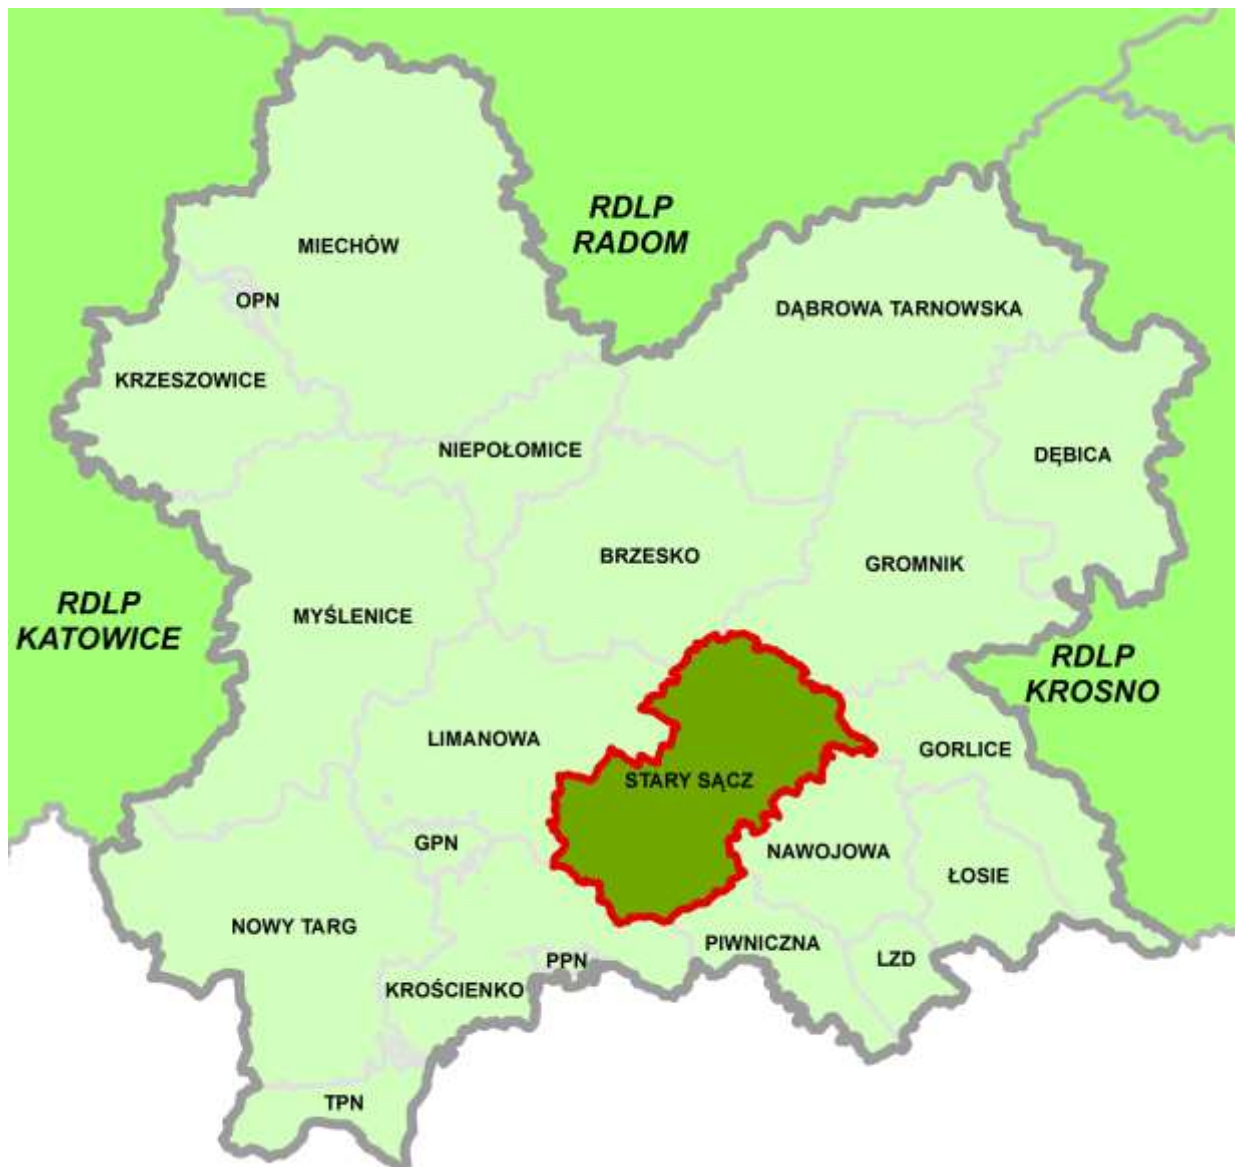 RDLP
RADOM
MIECHÓW
OPN
DĄBROWA TARNOWSKA
KRZESZOWICE
NIEPOŁOMICE
DĘBICA
BRZESKO
GROMNIK
RDLP
KATOWICE
MYŚLENICE
RDLP
KROSNO
LIMANOWA
GORLICE
STARY SĄCZ
GPN
NAWOJOWA
ŁOSIE
NOWY TARG
PIWNICZNA
PPN
LZD
KROŚCIENKO
TPN